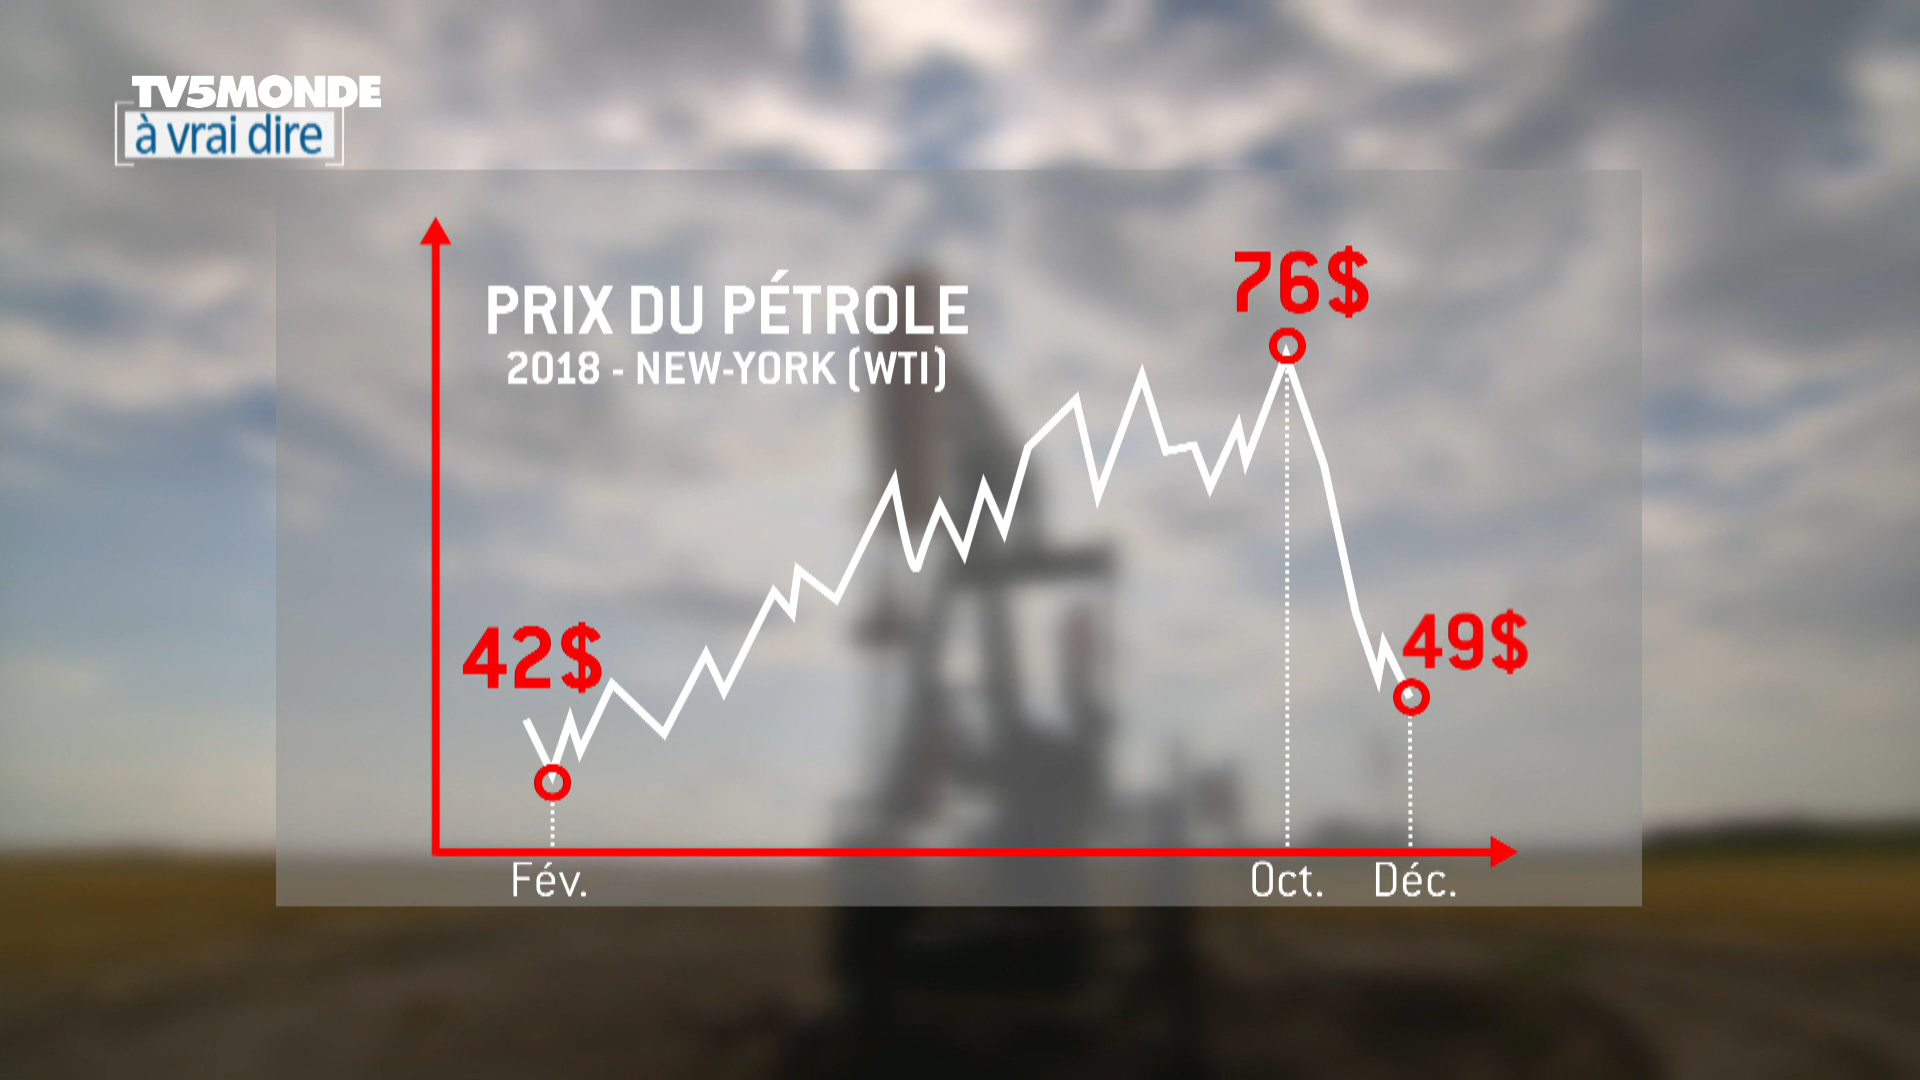 TV5MONDE
à vrai dire
PRIX DU PÉTROLE
2018 - NEW-YORK (WTI)
76$
42$
49$
Fév.
Oct.
Déc.